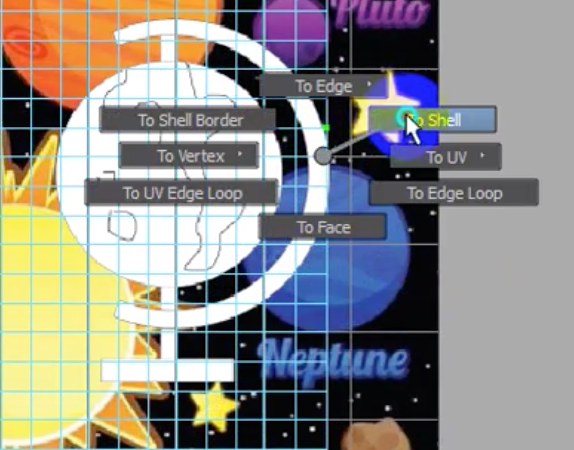 Pluto
To Edge
To Shell Border
To Shell
To Vertex
To UV
To UV Edge Loop
To Edge Loop
To Face
Neptune